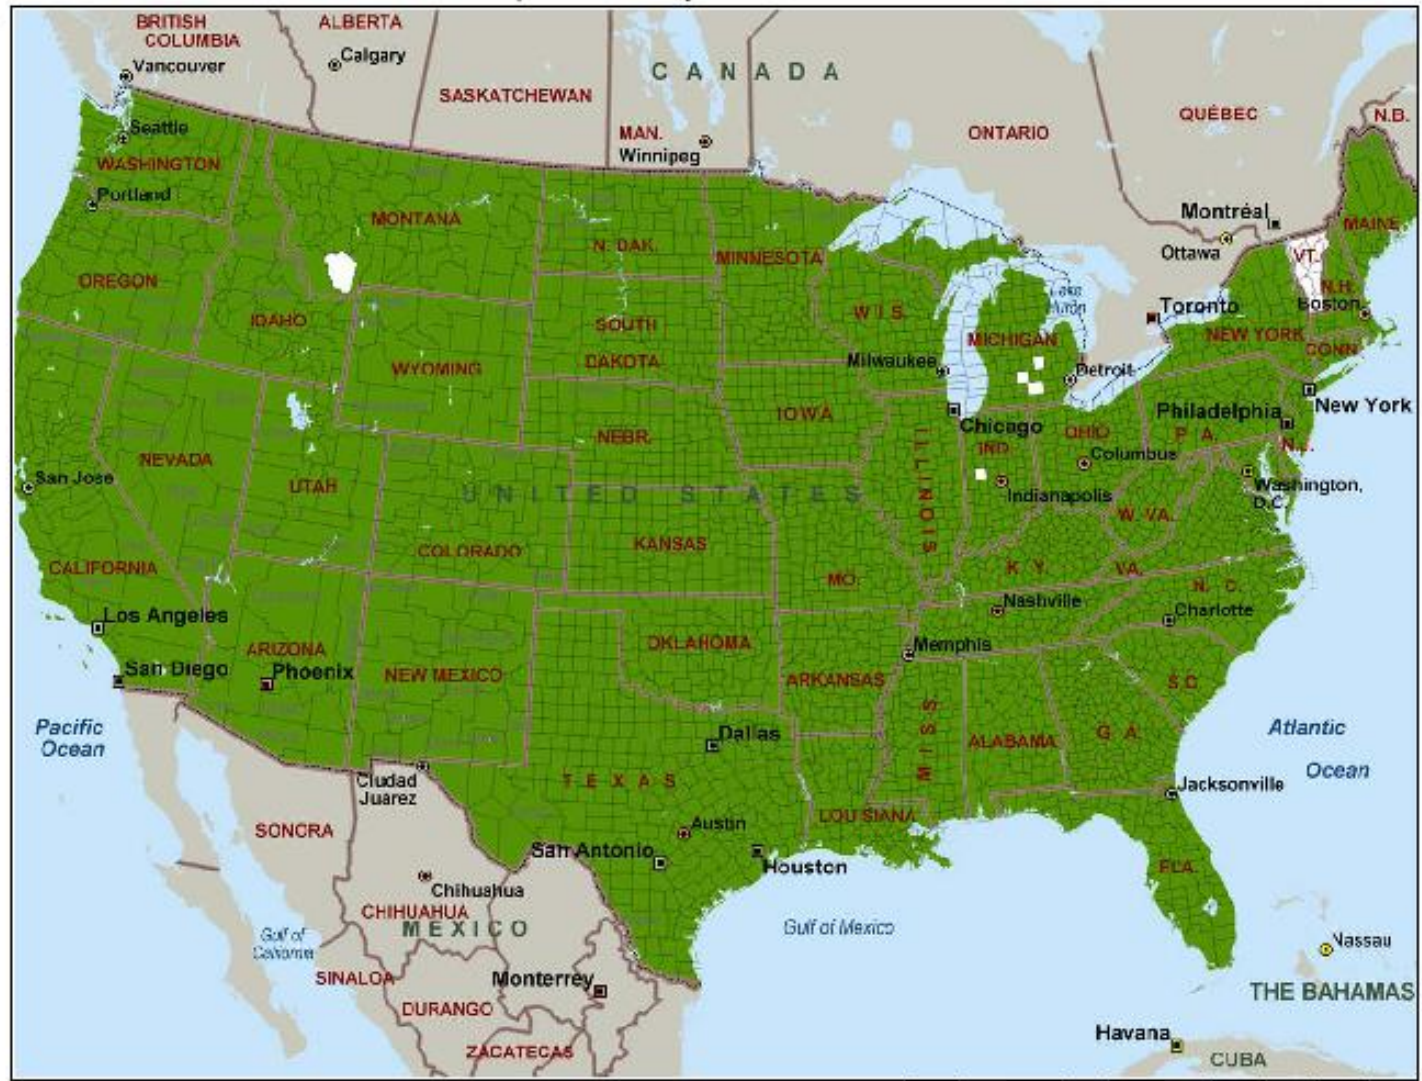 BRITISH
COLUMBIA
ALBERTA
Calgary
Vancouver
SASKATCHEWAN
CANADA
MAN.
Winnipeg
ONTARIO
QUÉBEC
N.B.
Seattle
WASHINGTON
Portland
MONTANA
N. DAK.
MINNESOTA
Montréal
Ottawa
MAINE
VT.
N.H.
Boston
OREGON
IDAHO
WYOMING
SOUTH
DAKOTA
WIS.
Lake
Huron
MICHIGAN
Toronto
NEW YORK
CONN.
Milwaukee
Detroit
NEVADA
UTAH
NEBR.
IOWA
Chicago
ILLINOIS
IND.
OHIO
Columbus
PA.
Philadelphia
New York
N.J.
San Jose
UNITED STATES
Indianapolis
Washington,
D.C.
W. VA.
CALIFORNIA
COLORADO
KANSAS
MO.
KY.
VA.
N. C.
Los Angeles
San Diego
ARIZONA
Phoenix
NEW MEXICO
OKLAHOMA
ARKANSAS
Nashville
Memphis
Charlotte
S.C.
Pacific
Ocean
Dallas
TEXAS
MISS
ALABAMA
GA.
Atlantic
Ocean
Ciudad
Juarez
SONORA
Austin
San Antonio
Houston
LOUISIANA
Jacksonville
FLA.
Chihuahua
CHIHUAHUA
MEXICO
Gulf of
California
Gulf of Mexico
SINALOA
Monterrey
DURANGO
ZACATECAS
Nassau
THE BAHAMAS
Havana
CUBA